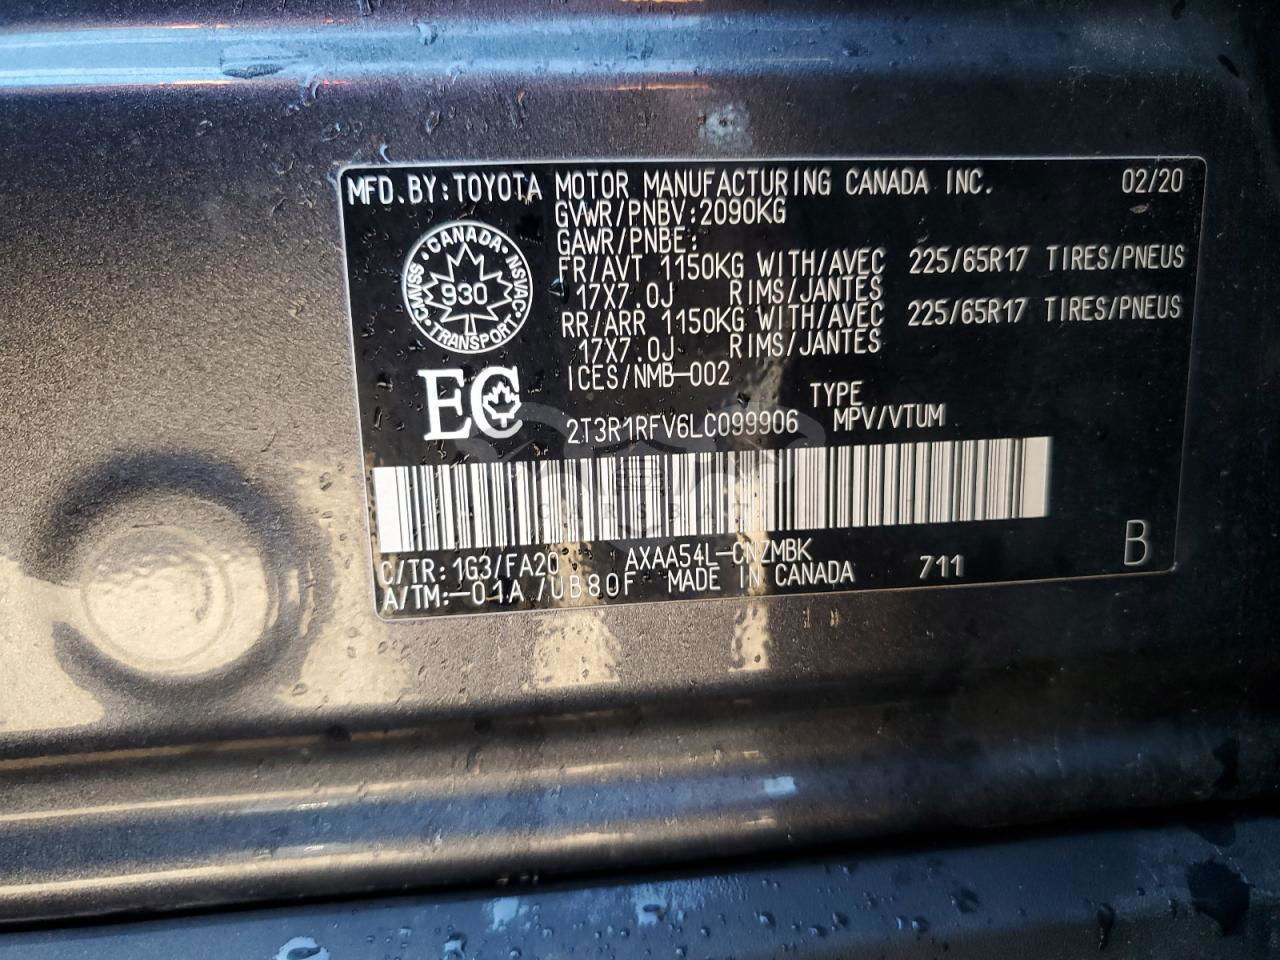 MFD.BY:TOYOTA MOTOR MANUFACTURING CANADA INC. 02/20
GVWR/PNBV:2090KG
GAWR/PNBE:
FR/AVT 1150KG WITH/AVEC 225/65R17 TIRES/PNEUS
17X7.0J RIMS/JANTES
RR/ARR 1150KG WITH/AVEC 225/65R17 TIRES/PNEUS
17X7.0J RIMS/JANTES
ICES/NMB-002
CANADA
CMVSS NSVAC
930
TRANSPORT
EC
TYPE
2T3R1RFV6LC099906 MPV/VTUM
C/TR:1G3/FA20 AXAA54L-CNZMBK
A/TM:-01A/UB80F MADE IN CANADA 711
B